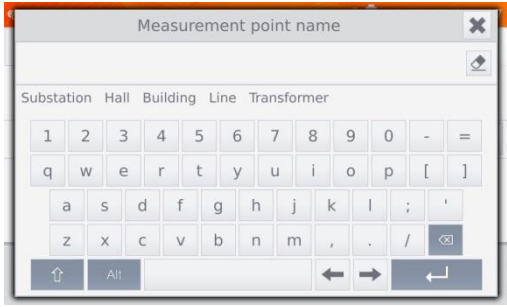 Measurement point name
Substation Hall Building Line Transformer
1 2 3 4 5 6 7 8 9 0 - =
q w e r t y u i o p [ ]
a s d f g h j k l ; '
z x c v b n m , . /
Alt